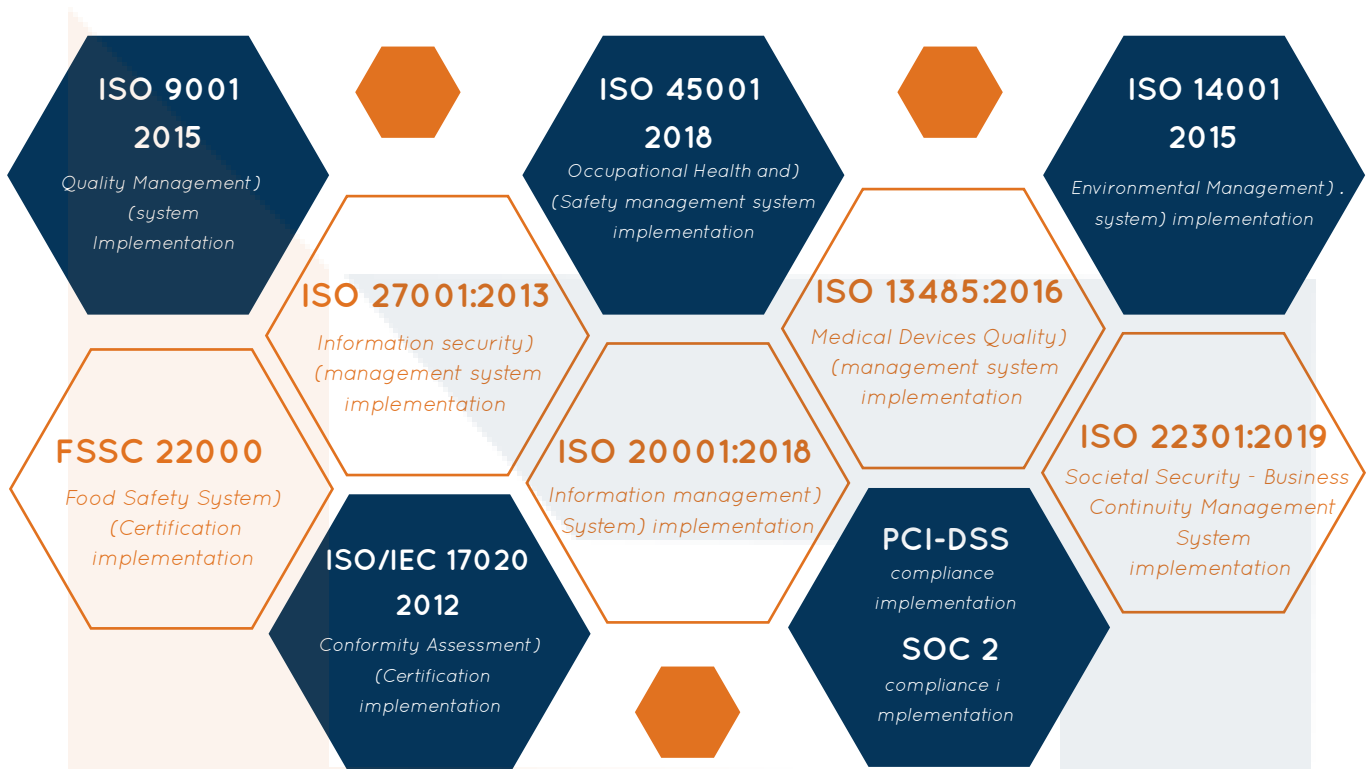 ISO 9001
2015
Quality Management)
(system
Implementation
ISO 45001
2018
Occupational Health and)
(Safety management system
implementation
ISO 14001
2015
Environmental Management) .
system) implementation
ISO 27001:2013
Information security)
(management system
implementation
ISO 13485:2016
Medical Devices Quality)
(management system
implementation
FSSC 22000
Food Safety System)
(Certification
implementation
ISO 20001:2018
Information management)
System) implementation
ISO 22301:2019
Societal Security - Business
Continuity Management
System
implementation
ISO/IEC 17020
2012
Conformity Assessment)
(Certification
implementation
PCI-DSS
compliance
implementation
SOC 2
compliance i
mplementation